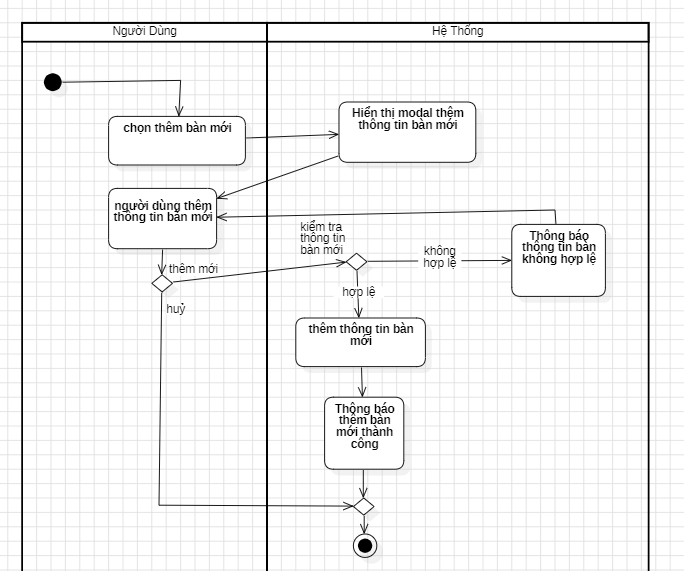 Người Dùng
Hệ Thống
chọn thêm bàn mới
Hiển thị modal thêm
thông tin bàn mới
người dùng thêm
thông tin bàn mới
thêm mới
huỷ
kiểm tra
thông tin
bàn mới
không
hợp lệ
Thông báo
thông tin bàn
không hợp lệ
hợp lệ
thêm thông tin bàn
mới
Thông báo
thêm bàn
mới thành
công